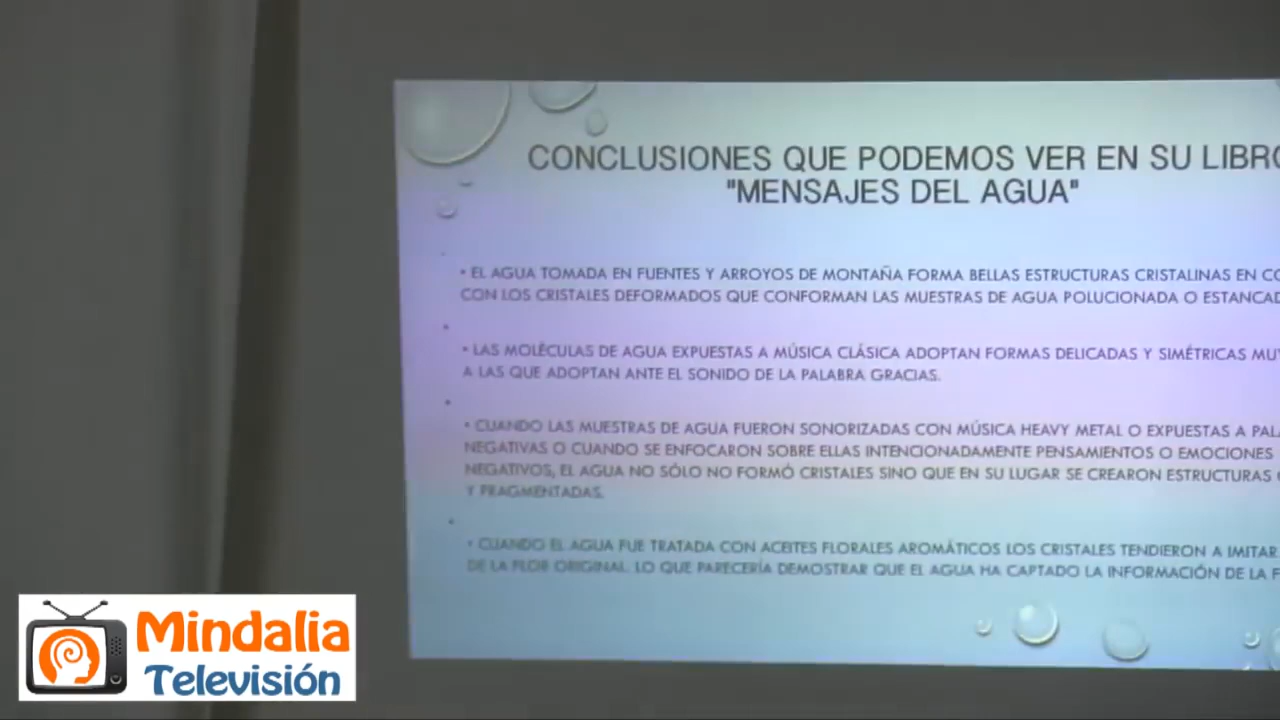 CONCLUSIONES QUE PODEMOS VER EN SU LIBRO
"MENSAJES DEL AGUA"
• EL AGUA TOMADA EN FUENTES Y ARROYOS DE MONTAÑA FORMA BELLAS ESTRUCTURAS CRISTALINAS EN
CON LOS CRISTALES DEFORMADOS QUE CONFORMAN LAS MUESTRAS DE AGUA POLUCIONADA O
• LAS MOLÉCULAS DE AGUA EXPUESTAS A MÚSICA CLÁSICA ADOPTAN FORMAS DELICADAS Y SIMÉTRICAS
A LAS QUE ADOPTAN ANTE EL SONIDO DE LA PALABRA GRACIAS.
• CUANDO LAS MUESTRAS DE AGUA FUERON SONORIZADAS CON MÚSICA HEAVY METAL O EXPUESTAS A
NEGATIVAS O CUANDO SE ENFOCARON SOBRE ELLAS INTENCIONADAMENTE PENSAMIENTOS O EMOCIONES
NEGATIVOS, EL AGUA NO SÓLO NO FORMÓ CRISTALES SINO QUE EN SU LUGAR SE CREARON ESTRUCTURAS
Y FRAGMENTADAS.
• CUANDO EL AGUA FUE TRATADA CON ACEITES FLORALES AROMÁTICOS LOS CRISTALES TENDIERON A IMITAR
DE LA FLOR ORIGINAL. LO QUE PARECERÍA DEMOSTRAR QUE EL AGUA HA CAPTADO LA INFORMACIÓN DE LA
Mindalia
Televisión